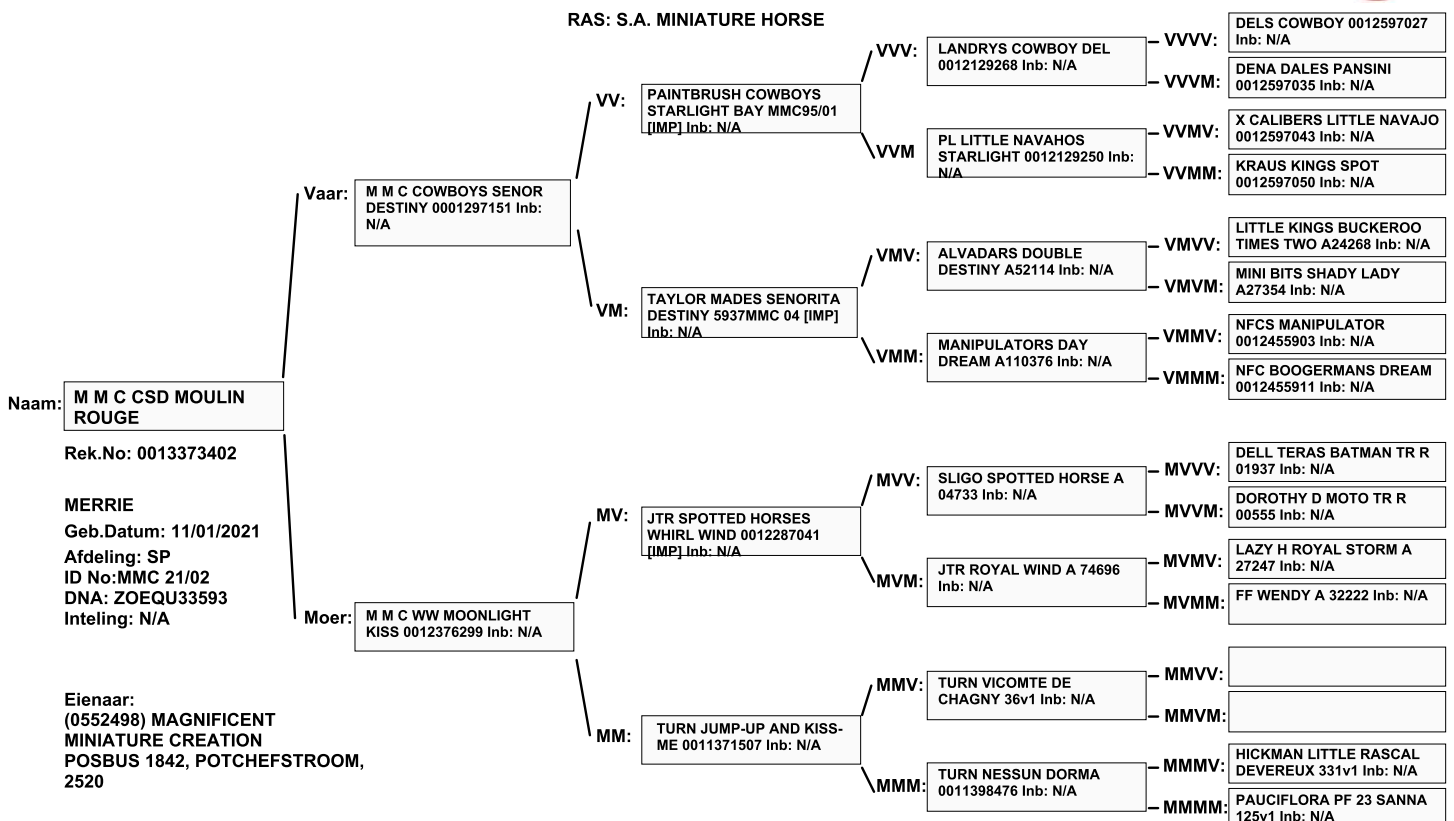 RAS: S.A. MINIATURE HORSE
Naam:
M M C CSD MOULIN
ROUGE
Rek.No: 0013373402
MERRIE
Geb.Datum: 11/01/2021
Afdeling: SP
ID No:MMC 21/02
DNA: ZOEQU33593
Inteling: N/A
Eienaar:
(0552498) MAGNIFICENT
MINIATURE CREATION
POSBUS 1842, POTCHEFSTROOM,
2520
Vaar:
M M C COWBOYS SENOR
DESTINY 0001297151 Inb:
N/A
Moer:
M M C WW MOONLIGHT
KISS 0012376299 Inb: N/A
VV:
PAINTBRUSH COWBOYS
STARLIGHT BAY MMC95/01
[IMP] Inb: N/A
VM:
TAYLOR MADES SENORITA
DESTINY 5937MMC 04 [IMP]
Inb: N/A
MV:
JTR SPOTTED HORSES
WHIRL WIND 0012287041
[IMP] Inb: N/A
MM:
TURN JUMP-UP AND KISS-
ME 0011371507 Inb: N/A
VVV:
LANDRYS COWBOY DEL
0012129268 Inb: N/A
VVM
PL LITTLE NAVAHOS
STARLIGHT 0012129250 Inb:
N/A
VMV:
ALVADARS DOUBLE
DESTINY A52114 Inb: N/A
VMM:
MANIPULATORS DAY
DREAM A110376 Inb: N/A
MVV:
SLIGO SPOTTED HORSE A
04733 Inb: N/A
MVM:
JTR ROYAL WIND A 74696
Inb: N/A
MMV:
TURN VICOMTE DE
CHAGNY 36v1 Inb: N/A
MMM:
TURN NESSUN DORMA
0011398476 Inb: N/A
VVVV:
DELS COWBOY 0012597027
Inb: N/A
VVVM:
DENA DALES PANSINI
0012597035 Inb: N/A
VVMV:
X CALIBERS LITTLE NAVAJO
0012597043 Inb: N/A
VVMM:
KRAUS KINGS SPOT
0012597050 Inb: N/A
VMVV:
LITTLE KINGS BUCKEROO
TIMES TWO A24268 Inb: N/A
VMVM:
MINI BITS SHADY LADY
A27354 Inb: N/A
VMMV:
NFCS MANIPULATOR
0012455903 Inb: N/A
VMMM:
NFC BOOGERMANS DREAM
0012455911 Inb: N/A
MVVV:
DELL TERAS BATMAN TR R
01937 Inb: N/A
MVVM:
DOROTHY D MOTO TR R
00555 Inb: N/A
MVMV:
LAZY H ROYAL STORM A
27247 Inb: N/A
MVMM:
FF WENDY A 32222 Inb: N/A
MMVV:
MMVM:
MMMV:
HICKMAN LITTLE RASCAL
DEVEREUX 331v1 Inb: N/A
MMMM:
PAUCIFLORA PF 23 SANNA
125v1 Inb: N/A